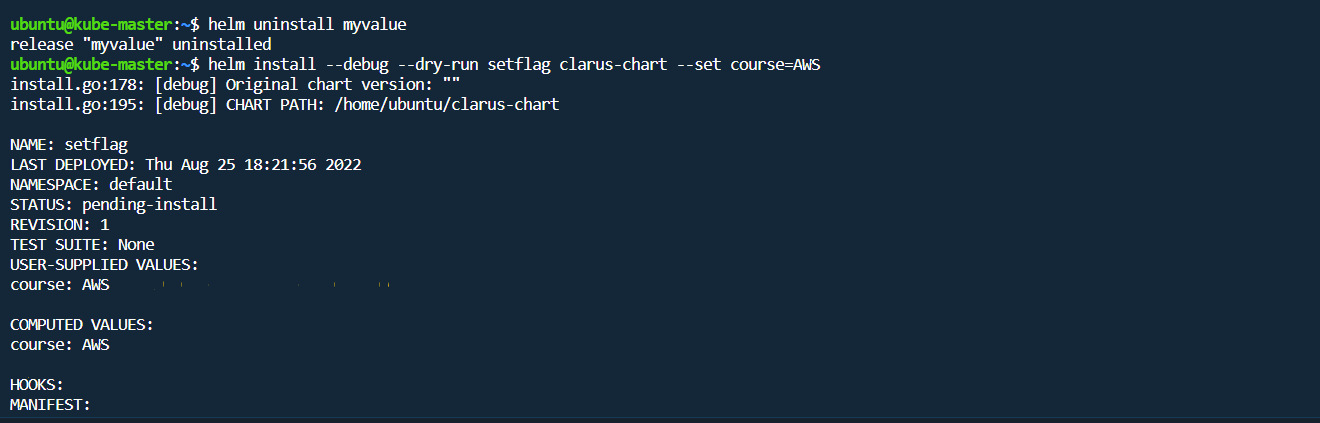 ubuntu@kube-master:~$ helm uninstall myvalue
release "myvalue" uninstalled
ubuntu@kube-master:~$ helm install --debug --dry-run setflag clarus-chart --set course=AWS
install.go:178: [debug] Original chart version: ""
install.go:195: [debug] CHART PATH: /home/ubuntu/clarus-chart
NAME: setflag
LAST DEPLOYED: Thu Aug 25 18:21:56 2022
NAMESPACE: default
STATUS: pending-install
REVISION: 1
TEST SUITE: None
USER-SUPPLIED VALUES:
course: AWS
COMPUTED VALUES:
course: AWS
HOOKS:
MANIFEST: